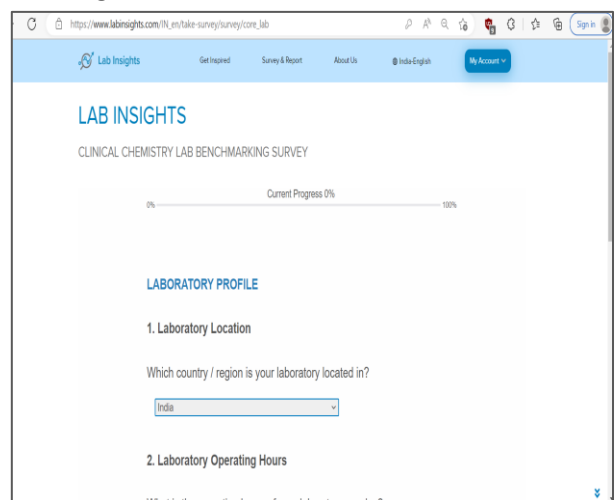 https://www.labinsights.com/IN_en/take-survey/survey/core_lab
Sign in
Lab Insights
Get Inspired
Survey & Report
About Us
India-English
My Account
LAB INSIGHTS
CLINICAL CHEMISTRY LAB BENCHMARKING SURVEY
Current Progress 0%
0%
100%
LABORATORY PROFILE
1. Laboratory Location
Which country / region is your laboratory located in?
India
2. Laboratory Operating Hours